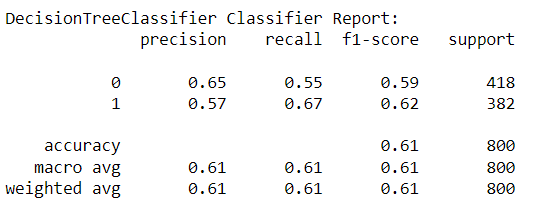 DecisionTreeClassifier Classifier Report:
precision recall f1-score support
0 0.65 0.55 0.59 418
1 0.57 0.67 0.62 382
accuracy 0.61 800
macro avg 0.61 0.61 0.61 800
weighted avg 0.61 0.61 0.61 800